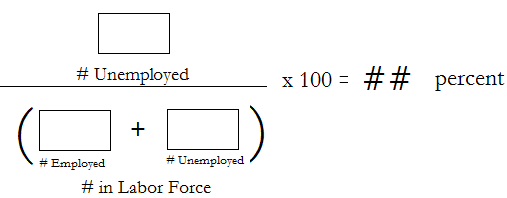 # Unemployed
x 100 = ## percent
( + )
# Employed # Unemployed
# in Labor Force